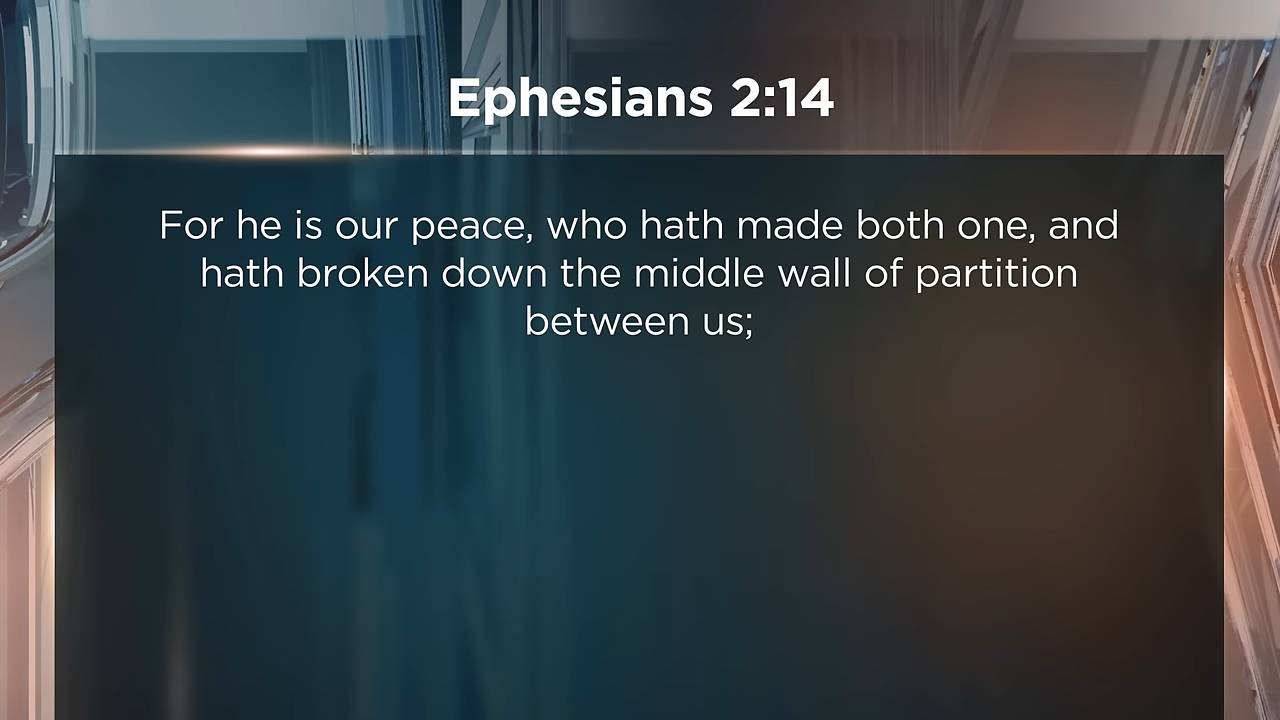 Ephesians 2:14
For he is our peace, who hath made both one, and
hath broken down the middle wall of partition
between us;